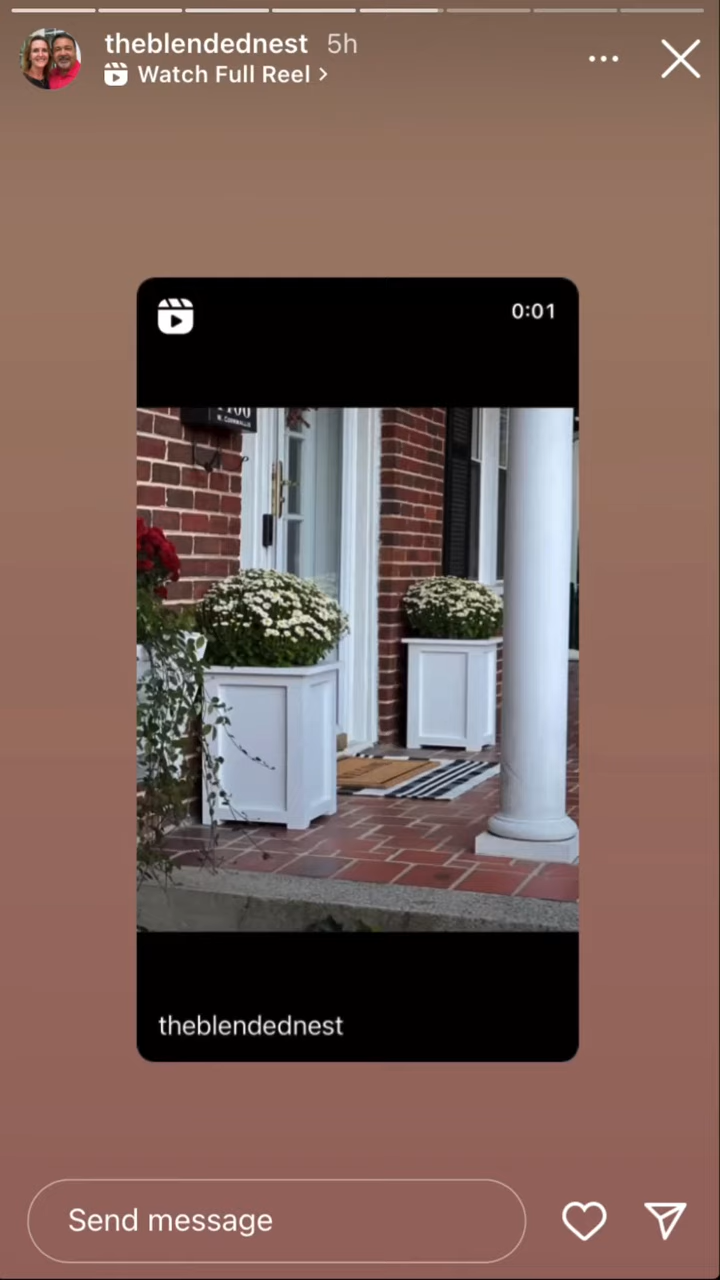 theblendednest 5h
Watch Full Reel >
0:01
theblendednest
Send message